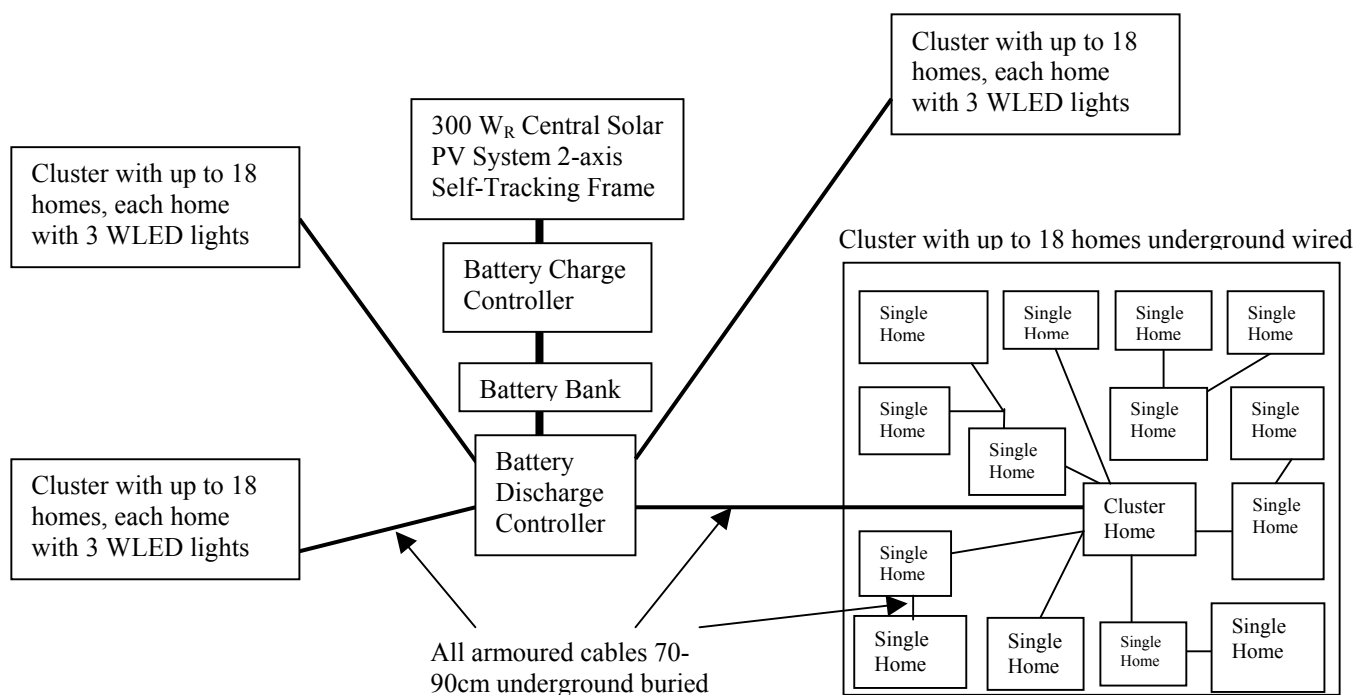 Cluster with up to 18
homes, each home
with 3 WLED lights
300 WR Central Solar
PV System 2-axis
Self-Tracking Frame
Cluster with up to 18
homes, each home
with 3 WLED lights
Battery Charge
Controller
Battery Bank
Cluster with up to 18
homes, each home
with 3 WLED lights
Battery
Discharge
Controller
All armoured cables 70-
90cm underground buried
Cluster with up to 18 homes underground wired
Single
Home
Single
Home
Single
Home
Single
Home
Single
Home
Single
Home
Single
Home
Single
Home
Cluster
Home
Single
Home
Single
Home
Single
Home
Single
Home
Single
Home
Single
Home